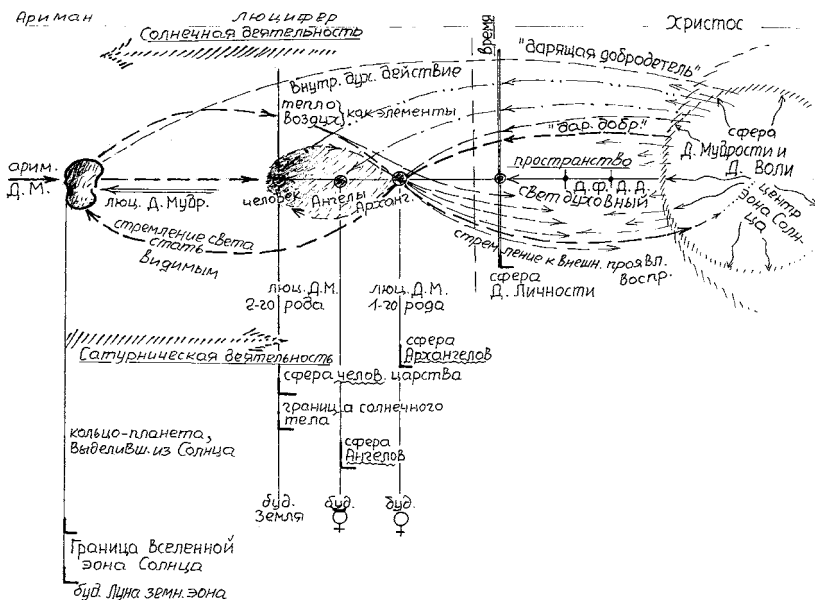 Ариман
люцифер
Христос
Солнечная деятельность
время
"дарящая добродетель"
внутр. дух. действие
тепло
воздух
как элементы
"дар. добр."
сфера
Д. Мудрости и
Д. Воли
арим.
Д. М.
пространство
люц. Д. Мудр.
человек
Ангелы
Арханг.
Д. Ф.
Д. Д.
свет духовный
центр
эона Солн-
ца
стремление света
стать
видимым
стремление к внешн. проявл.
воспр.
сфера
Д. Личности
люц. Д. М.
2-го рода
люц. Д. М.
1-го рода
Сатурническая деятельность
сфера
Архангелов
сфера челов. царства
граница солнечного
тела
кольцо-планета,
выделивш. из Солнца
сфера
Ангелов
буд.
Земля
буд.
☿
буд.
♀
Граница Вселенной
эона Солнца
буд. Луна земн. эона